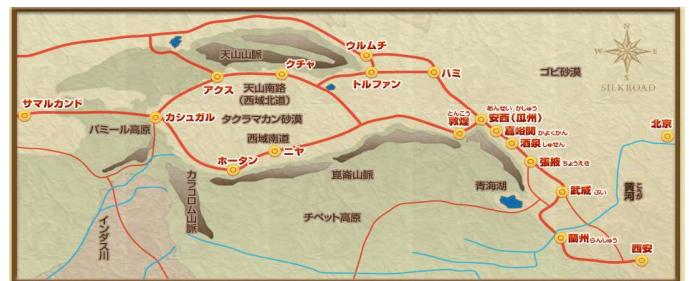 N
W
E
S
SILKROAD
天山山脈
ウルムチ
クチャ
アクス
トルファン
ハミ
ゴビ砂漠
天山南路
(西域北道)
サマルカンド
カシュガル
タクラマカン砂漠
とんこう
敦煌
あんせい かしゅう
安西(瓜州)
嘉峪関 かよくかん
酒泉 しゅせん
北京
パミール高原
西域南道
ニヤ
ホータン
張掖 ちょうえき
崑崙山脈
青海湖
武威 ぶい
黄河 こうが
カラコロム山脈
チベット高原
インダス川
蘭州 らんしゅう
西安